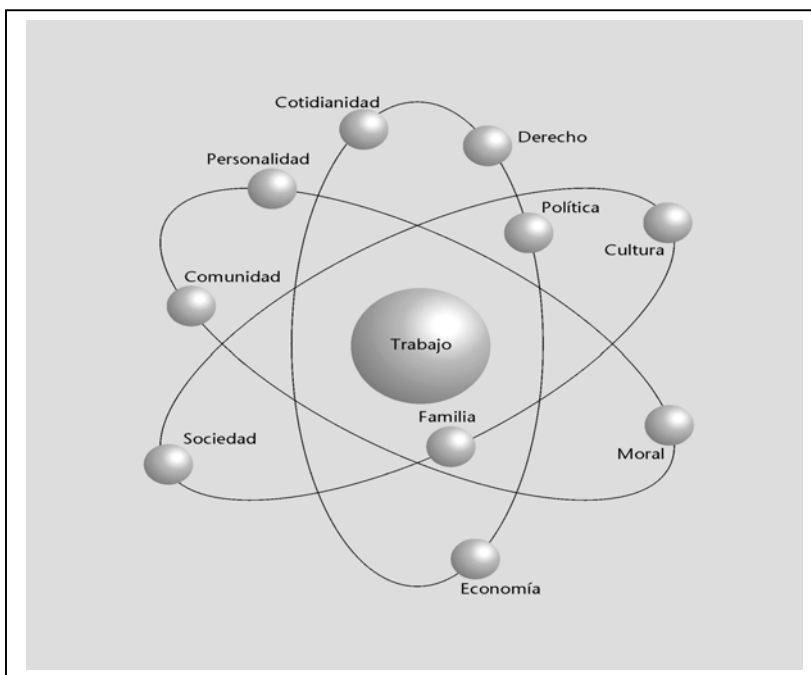 Cotidianidad
Derecho
Personalidad
Política
Cultura
Comunidad
Trabajo
Familia
Sociedad
Moral
Economía